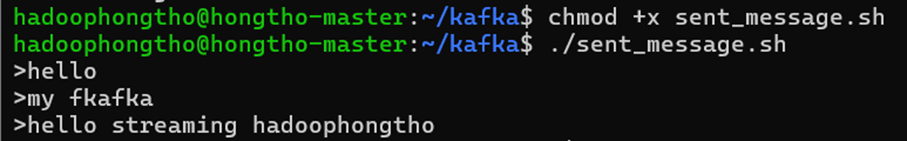 hadoophongtho@hongtho-master:~/kafka$ chmod +x sent_message.sh
hadoophongtho@hongtho-master:~/kafka$ ./sent_message.sh
>hello
>my fkafka
>hello streaming hadoophongtho